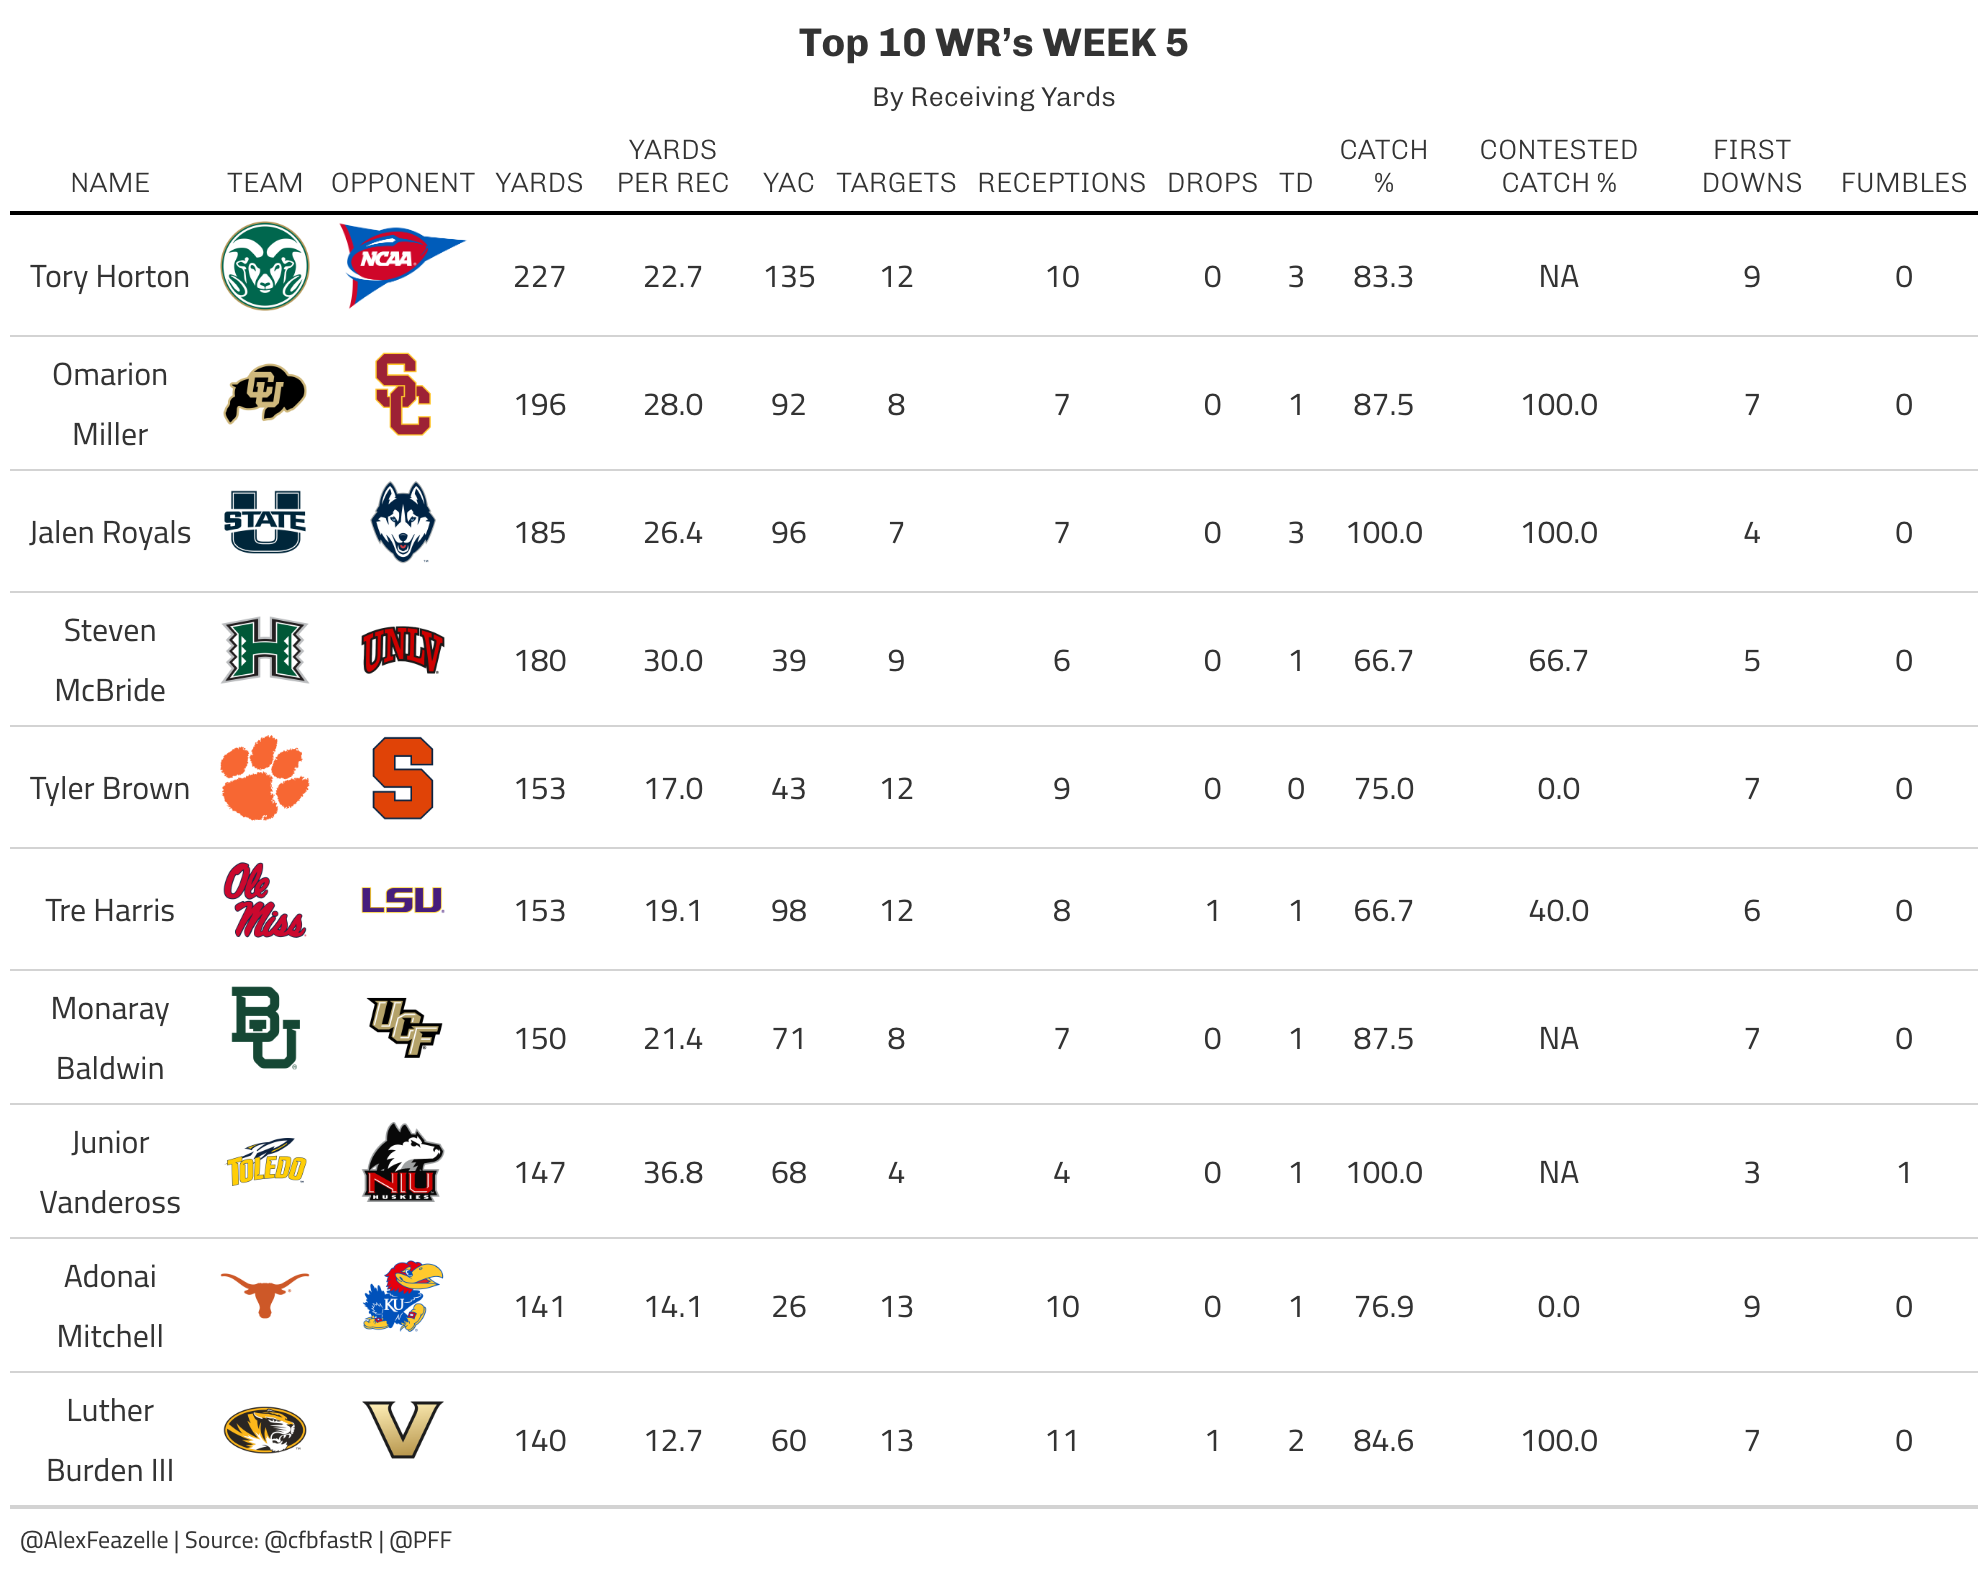 Top 10 WR’s WEEK 5
By Receiving Yards
NAME TEAM OPPONENT YARDS YARDS PER REC YAC TARGETS RECEPTIONS DROPS TD CATCH % CONTESTED CATCH % FIRST DOWNS FUMBLES
Tory Horton NCAA 227 22.7 135 12 10 0 3 83.3 NA 9 0
Omarion Miller CU SC 196 28.0 92 8 7 0 1 87.5 100.0 7 0
Jalen Royals U STATE 185 26.4 96 7 7 0 3 100.0 100.0 4 0
Steven McBride H UNLV 180 30.0 39 9 6 0 1 66.7 66.7 5 0
Tyler Brown S 153 17.0 43 12 9 0 0 75.0 0.0 7 0
Tre Harris Ole Miss LSU 153 19.1 98 12 8 1 1 66.7 40.0 6 0
Monaray Baldwin BU UCF 150 21.4 71 8 7 0 1 87.5 NA 7 0
Junior Vandeross TOLEDO NIU HUSKIES 147 36.8 68 4 4 0 1 100.0 NA 3 1
Adonai Mitchell KU 141 14.1 26 13 10 0 1 76.9 0.0 9 0
Luther Burden III V 140 12.7 60 13 11 1 2 84.6 100.0 7 0
@AlexFeazelle | Source: @cfbfastR | @PFF